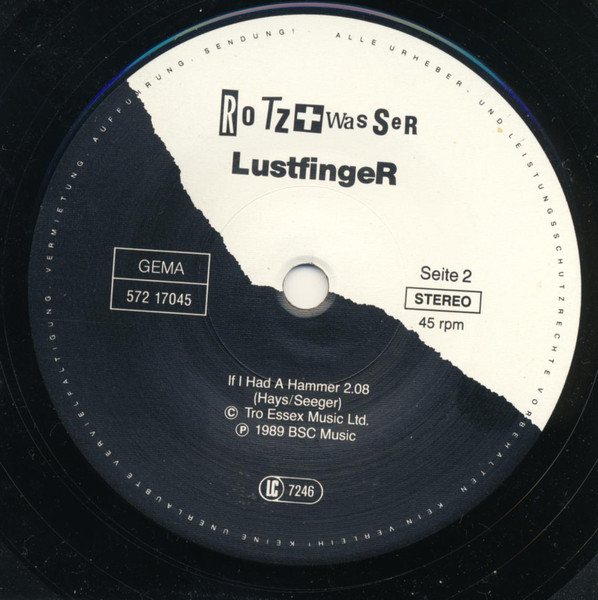 ALLE URHEBER- UND LEISTUNGSSCHUTZRECHTE VORBEHALTEN. KEIN VERLEIH! KEINE UNERLAUBTE VERVIELFÄLTIGUNG, VERMIETUNG, AUFFÜHRUNG, SENDUNG!
RoTZ+WasSeR
LustfingeR
GEMA
572 17045
Seite 2
STEREO
45 rpm
If I Had A Hammer 2.08
(Hays/Seeger)
© Tro Essex Music Ltd.
℗ 1989 BSC Music
LC 7246